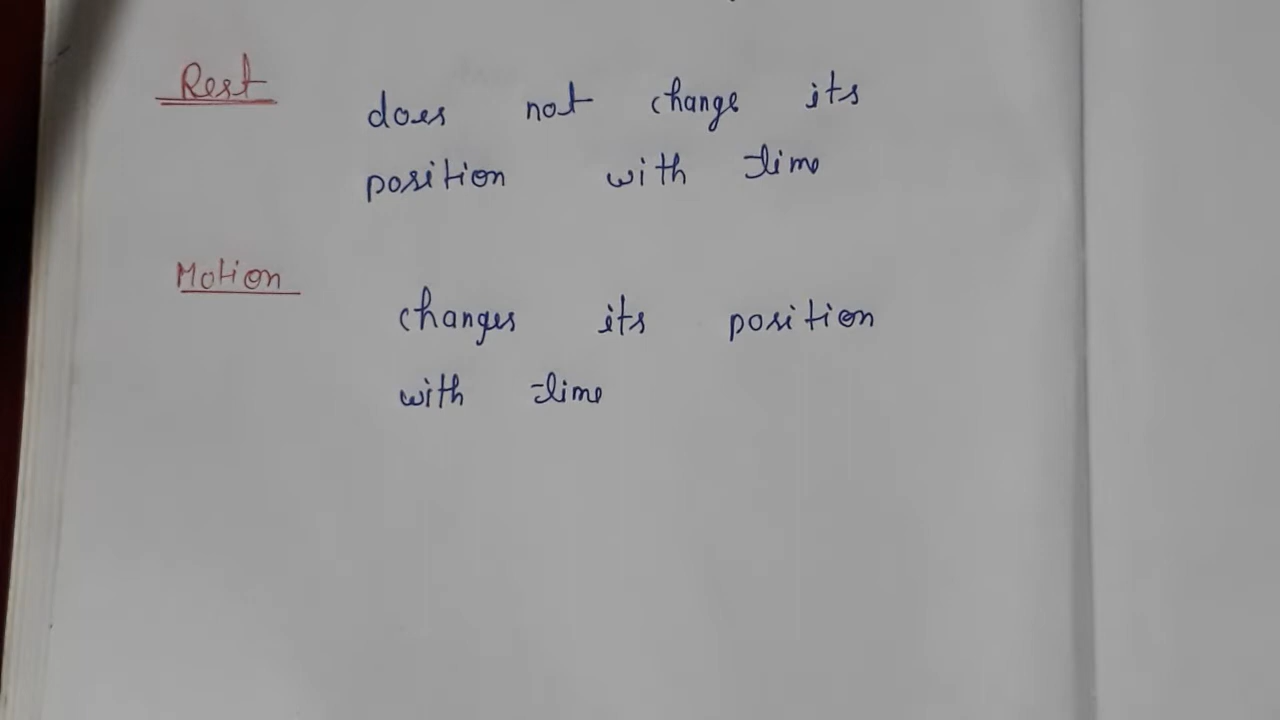 Rest
does not change its
position with time
Motion
changes its position
with time